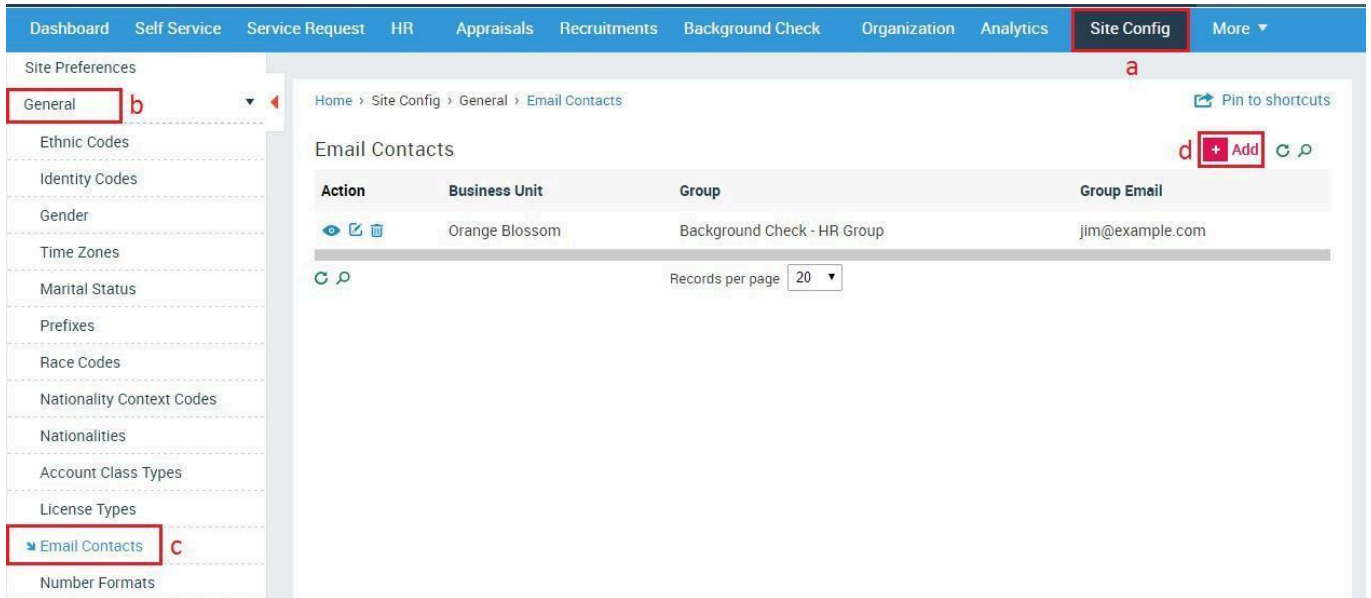 Dashboard Self Service Service Request HR Appraisals Recruitments Background Check Organization Analytics Site Config More
a
Site Preferences
General b
Ethnic Codes
Identity Codes
Gender
Time Zones
Marital Status
Prefixes
Race Codes
Nationality Context Codes
Nationalities
Account Class Types
License Types
Email Contacts c
Number Formats
Home › Site Config › General › Email Contacts
Pin to shortcuts
Email Contacts
d + Add
Action Business Unit Group Group Email
Orange Blossom Background Check - HR Group jim@example.com
Records per page 20